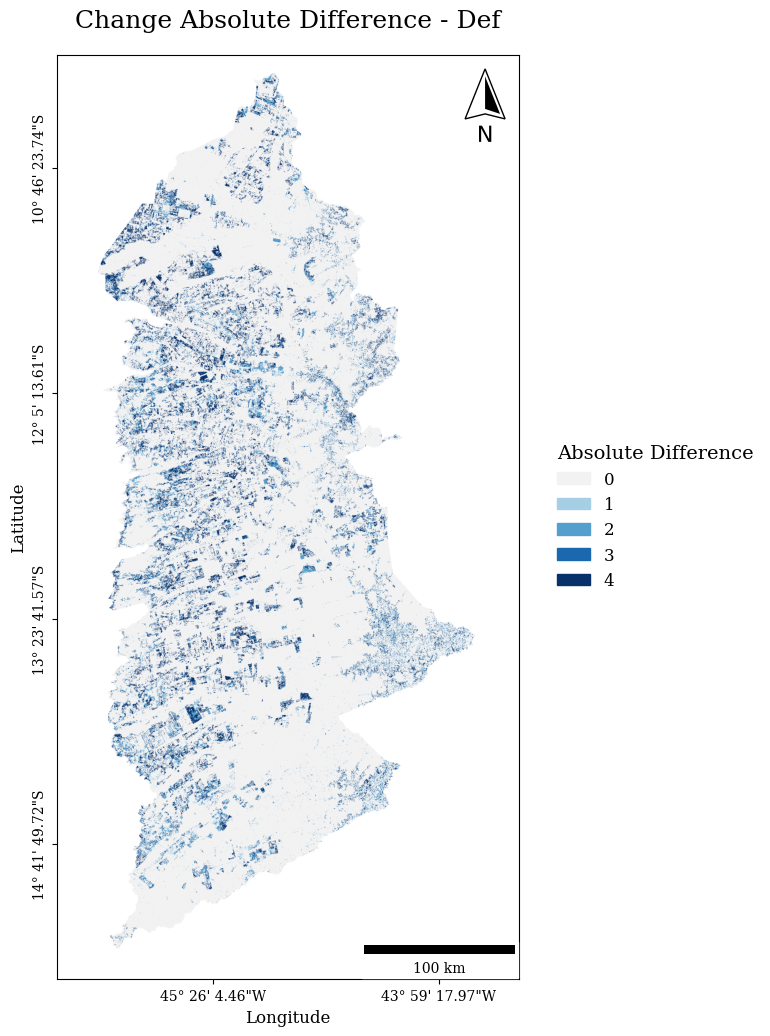 Change Absolute Difference - Def
N
10° 46' 23.74"S
12° 5' 13.61"S
13° 23' 41.57"S
14° 41' 49.72"S
Latitude
Absolute Difference
0
1
2
3
4
100 km
45° 26' 4.46"W
43° 59' 17.97"W
Longitude